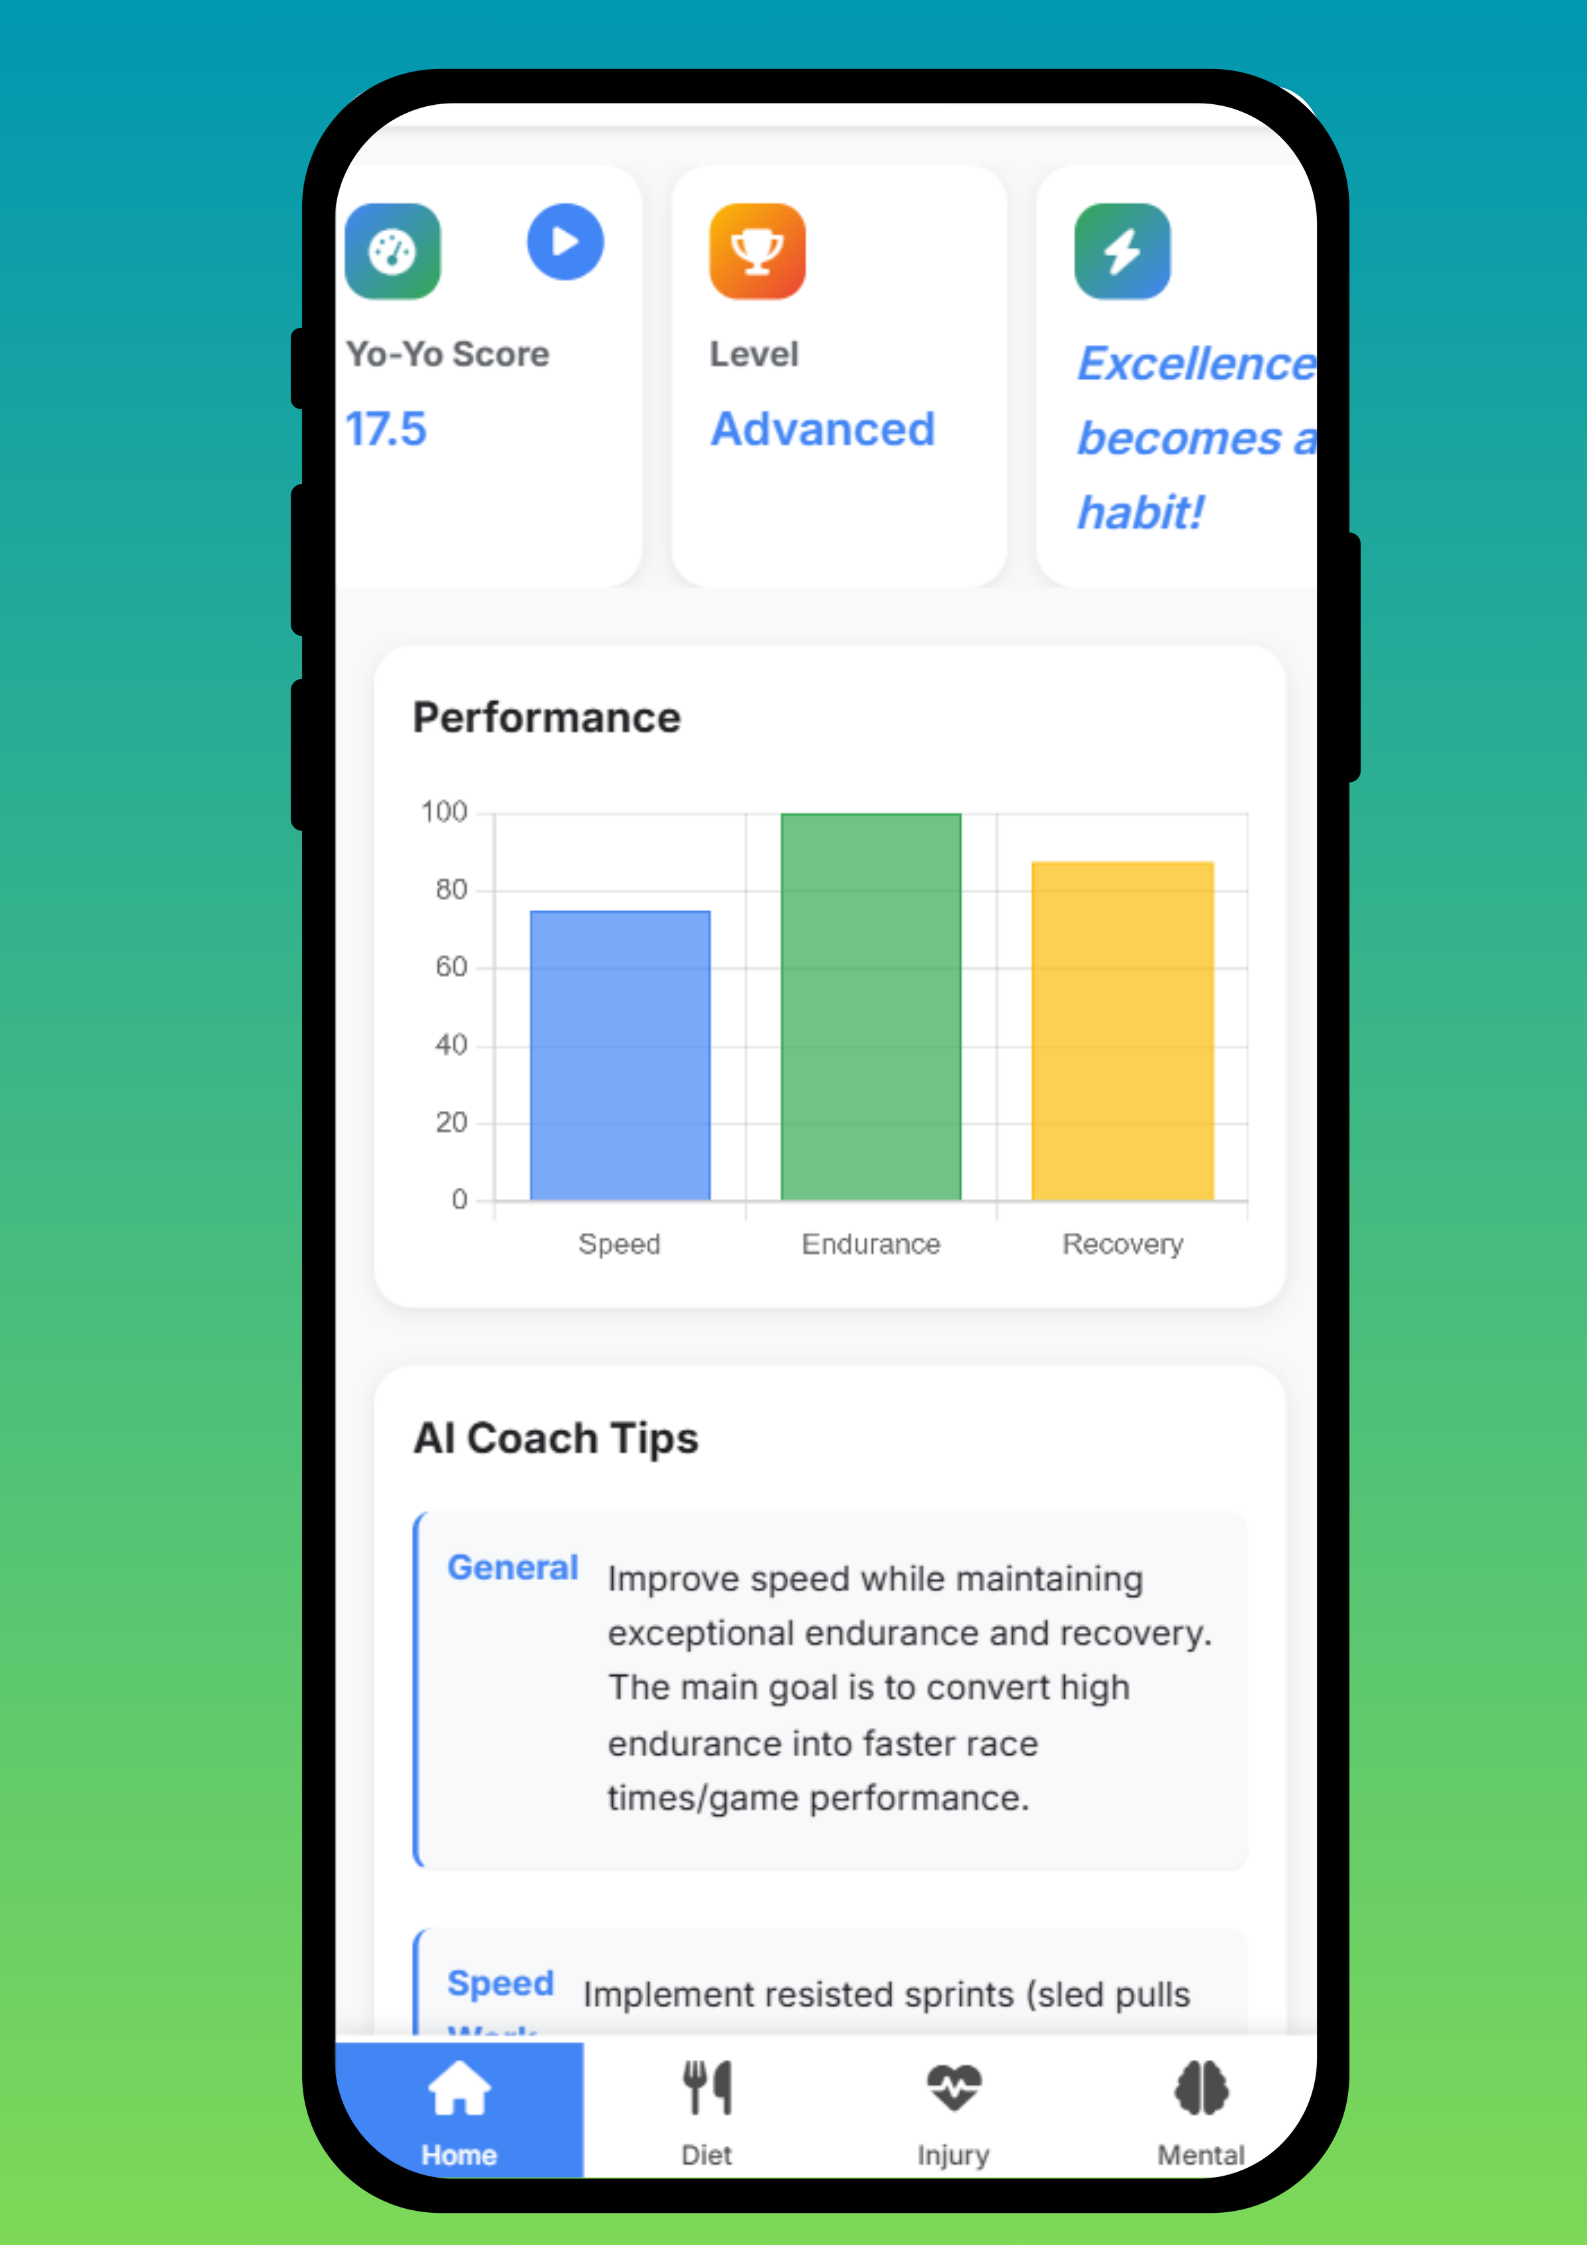 Yo-Yo Score
17.5
Level
Advanced
Excellence
becomes a
habit!
Performance
100
80
60
40
20
0
Speed
Endurance
Recovery
AI Coach Tips
General
Improve speed while maintaining
exceptional endurance and recovery.
The main goal is to convert high
endurance into faster race
times/game performance.
Speed
Work
Implement resisted sprints (sled pulls
Home
Diet
Injury
Mental